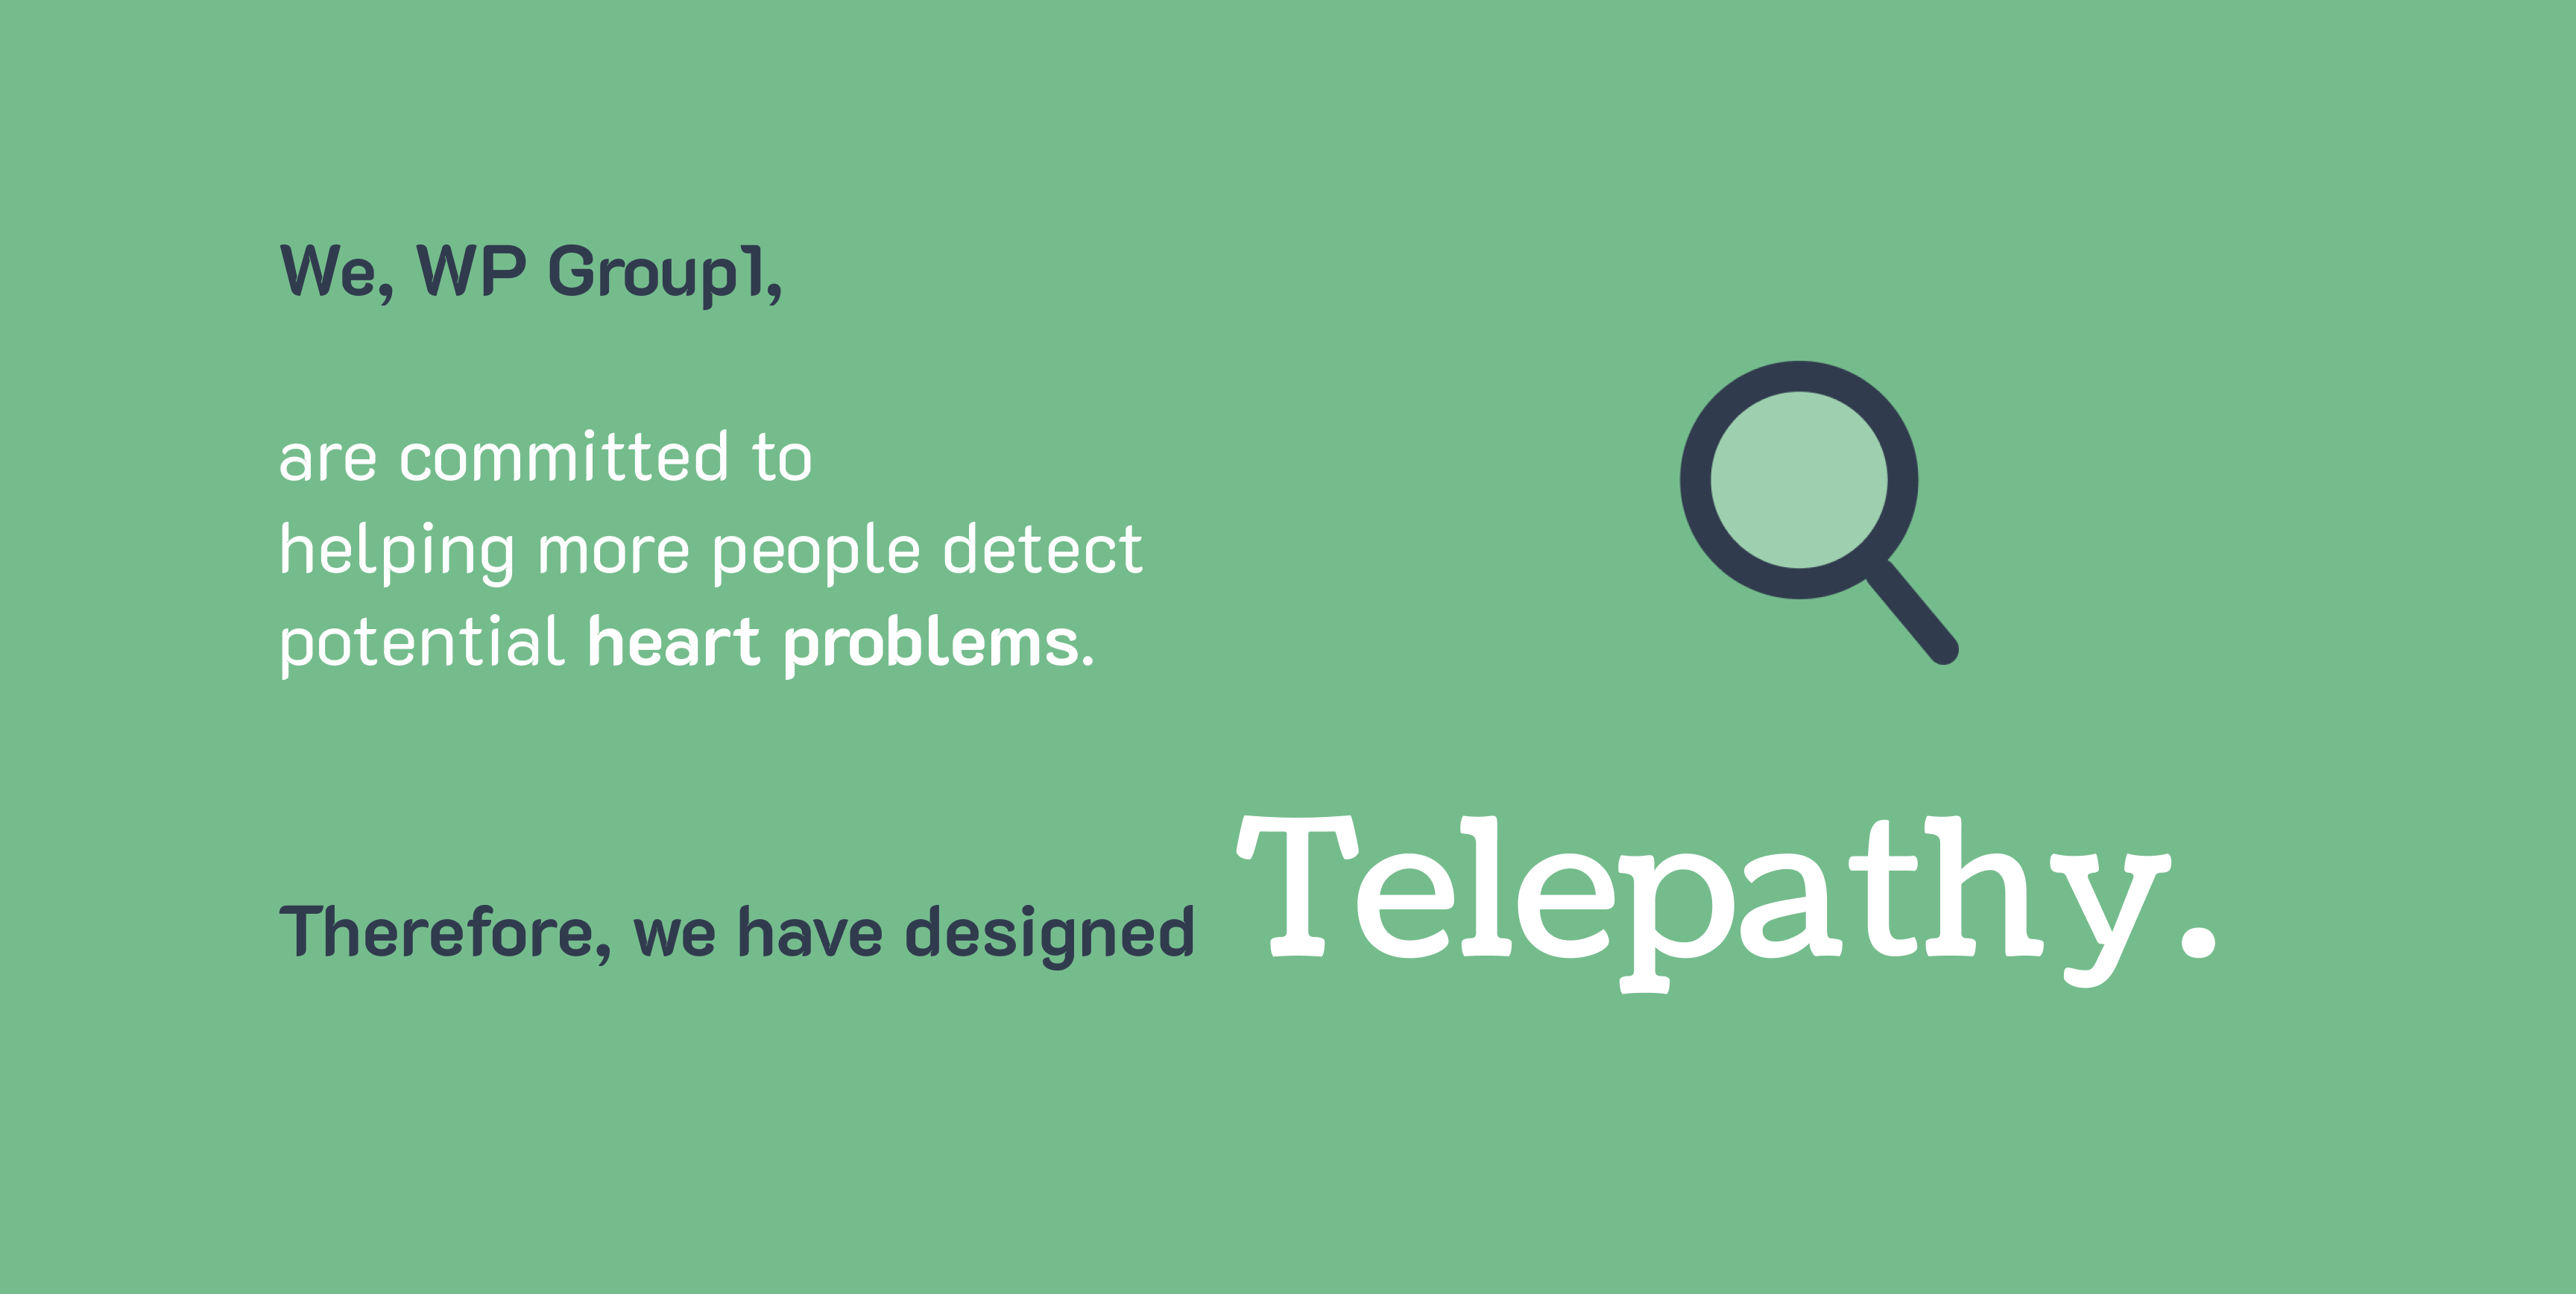 We, WP Group1,
are committed to
helping more people detect
potential heart problems.
Therefore, we have designed Telepathy.